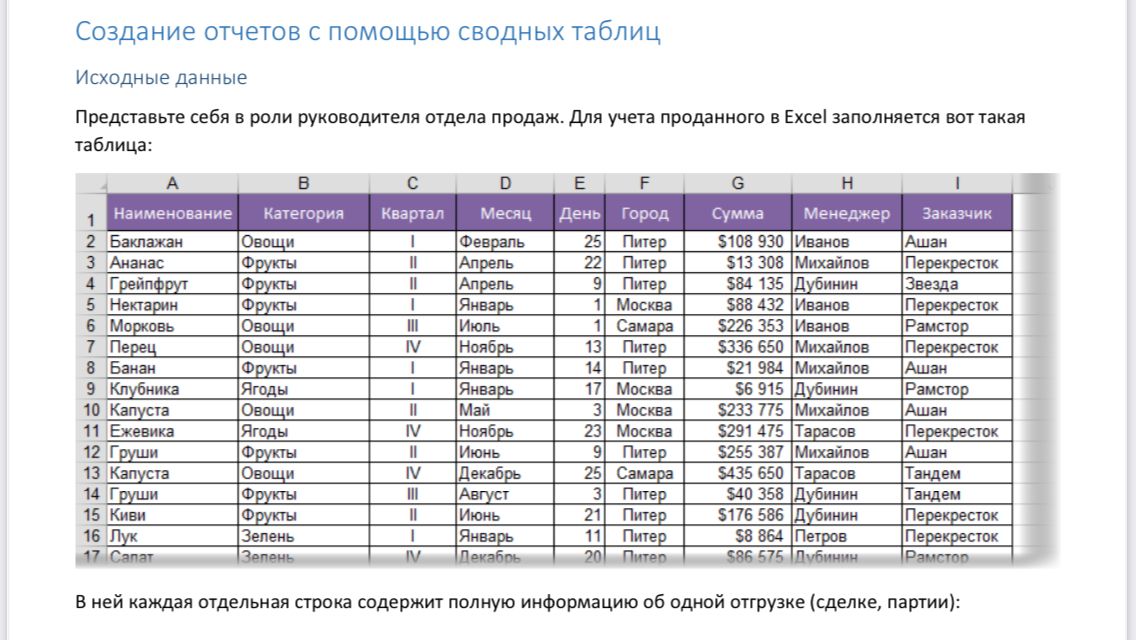 Создание отчетов с помощью сводных таблиц
Исходные данные
Представьте себя в роли руководителя отдела продаж. Для учета проданного в Excel заполняется вот такая
таблица:
A B C D E F G H I
1 Наименование Категория Квартал Месяц День Город Сумма Менеджер Заказчик
2 Баклажан Овощи I Февраль 25 Питер $108 930 Иванов Ашан
3 Ананас Фрукты II Апрель 22 Питер $13 308 Михайлов Перекресток
4 Грейпфрут Фрукты II Апрель 9 Питер $84 135 Дубинин Звезда
5 Нектарин Фрукты I Январь 1 Москва $88 432 Иванов Перекресток
6 Морковь Овощи III Июль 1 Самара $226 353 Иванов Рамстор
7 Перец Овощи IV Ноябрь 13 Питер $336 650 Михайлов Перекресток
8 Банан Фрукты I Январь 14 Питер $21 984 Михайлов Ашан
9 Клубника Ягоды I Январь 17 Москва $6 915 Дубинин Рамстор
10 Капуста Овощи II Май 3 Москва $233 775 Михайлов Ашан
11 Ежевика Ягоды IV Ноябрь 23 Москва $291 475 Тарасов Перекресток
12 Груши Фрукты II Июнь 9 Питер $255 387 Михайлов Ашан
13 Капуста Овощи IV Декабрь 25 Самара $435 650 Тарасов Тандем
14 Груши Фрукты III Август 3 Питер $40 358 Дубинин Тандем
15 Киви Фрукты II Июнь 21 Питер $176 586 Дубинин Перекресток
16 Лук Зелень I Январь 11 Питер $8 864 Петров Перекресток
17 Салат Зелень IV Декабрь 20 Питер $86 575 Дубинин Рамстор
В ней каждая отдельная строка содержит полную информацию об одной отгрузке (сделке, партии):